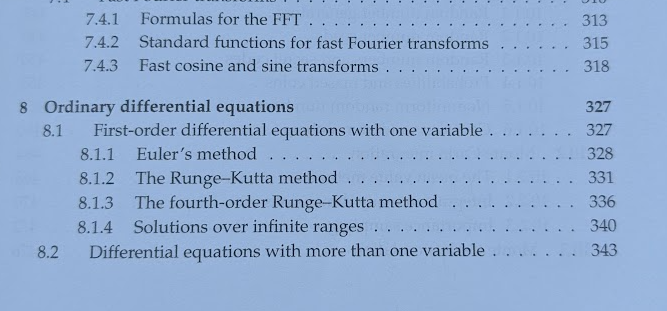 7.4.1 Formulas for the FFT . . . . . . . . . . . . . . . . . . . . 313
7.4.2 Standard functions for fast Fourier transforms . . . . . . 315
7.4.3 Fast cosine and sine transforms . . . . . . . . . . . . . . 318
8 Ordinary differential equations 327
8.1 First-order differential equations with one variable . . . . . . . 327
8.1.1 Euler's method . . . . . . . . . . . . . . . . . . . . . . . 328
8.1.2 The Runge–Kutta method . . . . . . . . . . . . . . . . . 331
8.1.3 The fourth-order Runge–Kutta method . . . . . . . . . 336
8.1.4 Solutions over infinite ranges . . . . . . . . . . . . . . . 340
8.2 Differential equations with more than one variable . . . . . . . 343